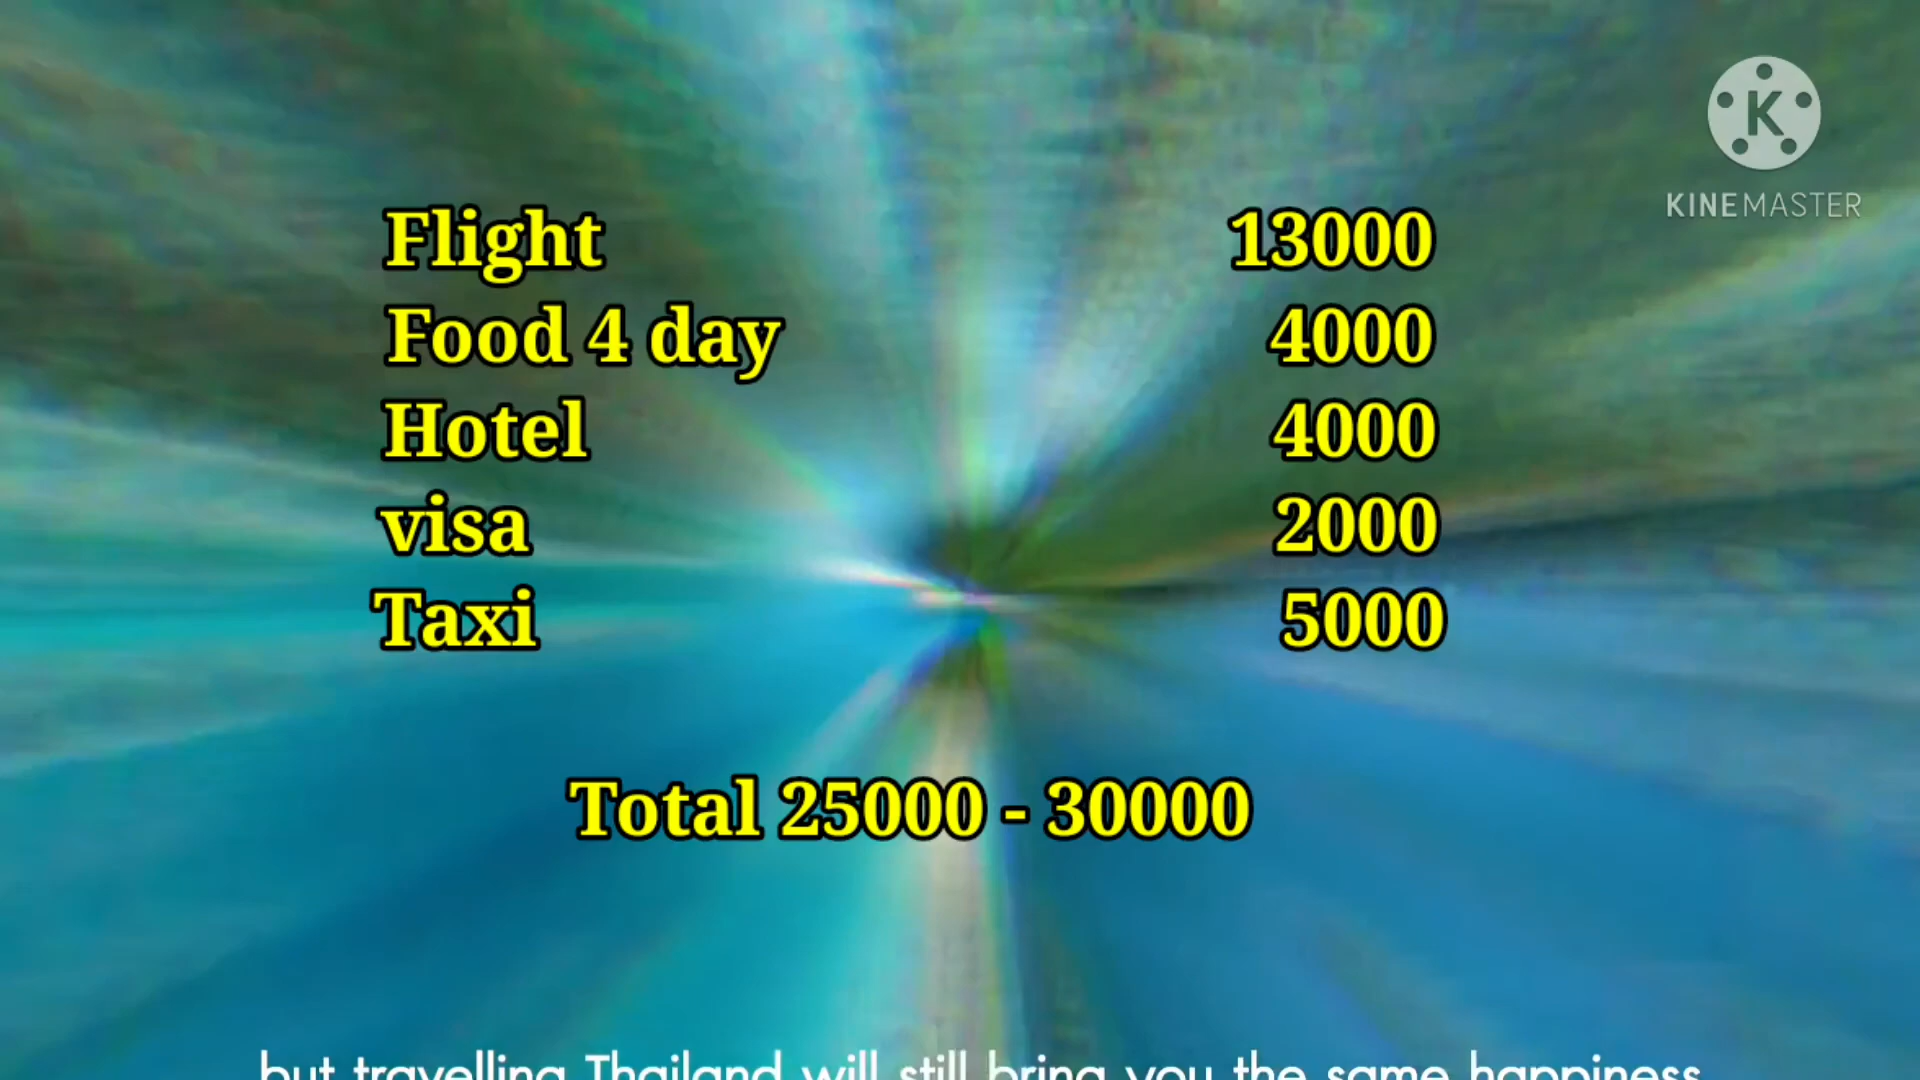 K
KINEMASTER
Flight 13000
Food 4 day 4000
Hotel 4000
visa 2000
Taxi 5000
Total 25000 - 30000
but travelling Thailand will still bring you the same happiness